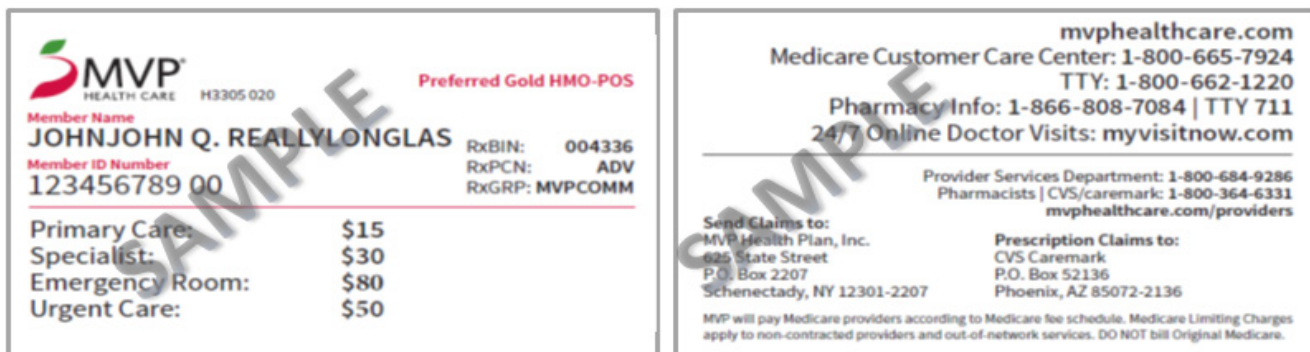 MVP
HEALTH CARE
H3305 020
Preferred Gold HMO-POS
Member Name
JOHNJOHN Q. REALLYLONGLAS
Member ID Number
123456789 00
RxBIN: 004336
RxPCN: ADV
RxGRP: MVPCOMM
Primary Care: $15
Specialist: $30
Emergency Room: $80
Urgent Care: $50
SAMPLE
mvphealthcare.com
Medicare Customer Care Center: 1-800-665-7924
TTY: 1-800-662-1220
Pharmacy Info: 1-866-808-7084 | TTY 711
24/7 Online Doctor Visits: myvisitnow.com
Provider Services Department: 1-800-684-9286
Pharmacists | CVS/caremark: 1-800-364-6331
mvphealthcare.com/providers
Send Claims to:
MVP Health Plan, Inc.
625 State Street
P.O. Box 2207
Schenectady, NY 12301-2207
Prescription Claims to:
CVS Caremark
P.O. Box 52136
Phoenix, AZ 85072-2136
MVP will pay Medicare providers according to Medicare fee schedule. Medicare Limiting Charges
apply to non-contracted providers and out-of-network services. DO NOT bill Original Medicare.
SAMPLE